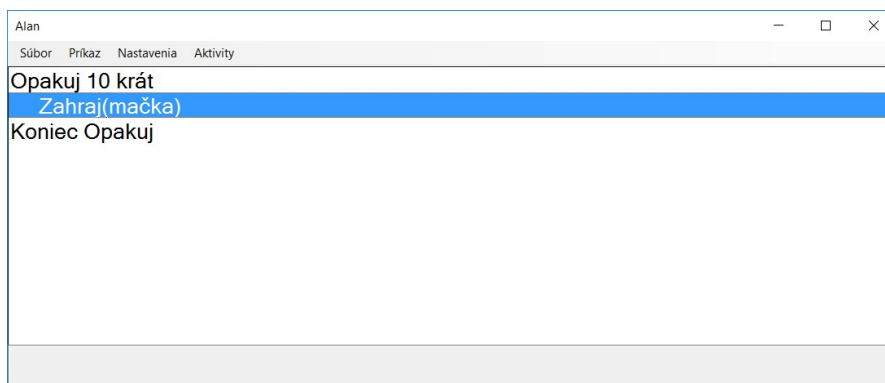 Alan
Súbor Príkaz Nastavenia Aktivity
Opakuj 10 krát
Zahraj(mačka)
Koniec Opakuj